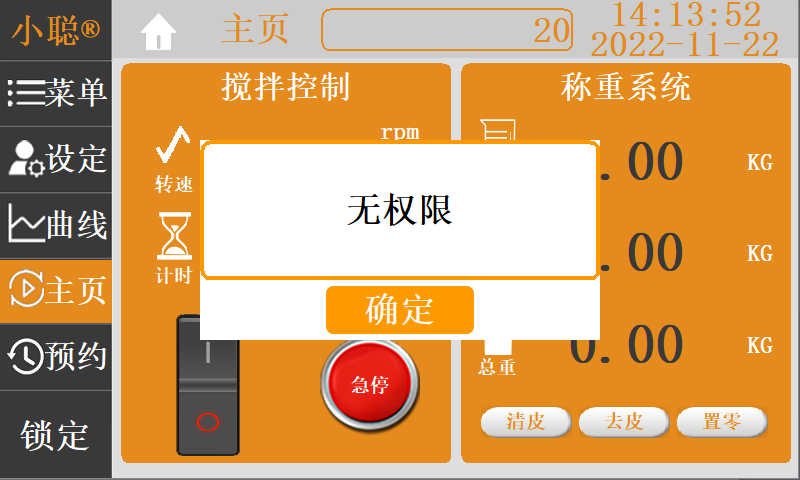 小聪®
主页
20
14:13:52
2022-11-22
菜单
设定
曲线
主页
预约
锁定
搅拌控制
rpm
转速
计时
急停
称重系统
.00
KG
.00
KG
0.00
KG
总重
清皮
去皮
置零
无权限
确定